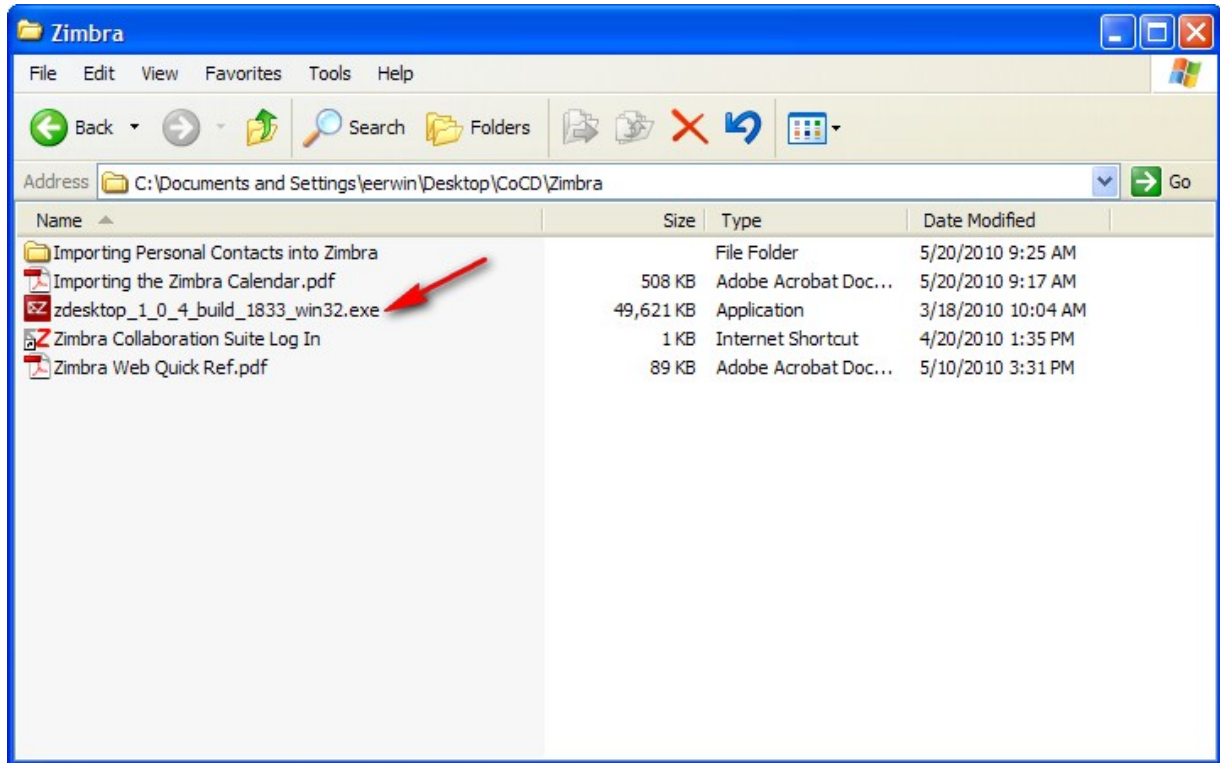 Zimbra
File Edit View Favorites Tools Help
Back Search Folders
Address C:\Documents and Settings\eerwin\Desktop\CoCD\Zimbra Go
Name Size Type Date Modified
Importing Personal Contacts into Zimbra File Folder 5/20/2010 9:25 AM
Importing the Zimbra Calendar.pdf 508 KB Adobe Acrobat Doc... 5/20/2010 9:17 AM
zdesktop_1_0_4_build_1833_win32.exe 49,621 KB Application 3/18/2010 10:04 AM
Zimbra Collaboration Suite Log In 1 KB Internet Shortcut 4/20/2010 1:35 PM
Zimbra Web Quick Ref.pdf 89 KB Adobe Acrobat Doc... 5/10/2010 3:31 PM